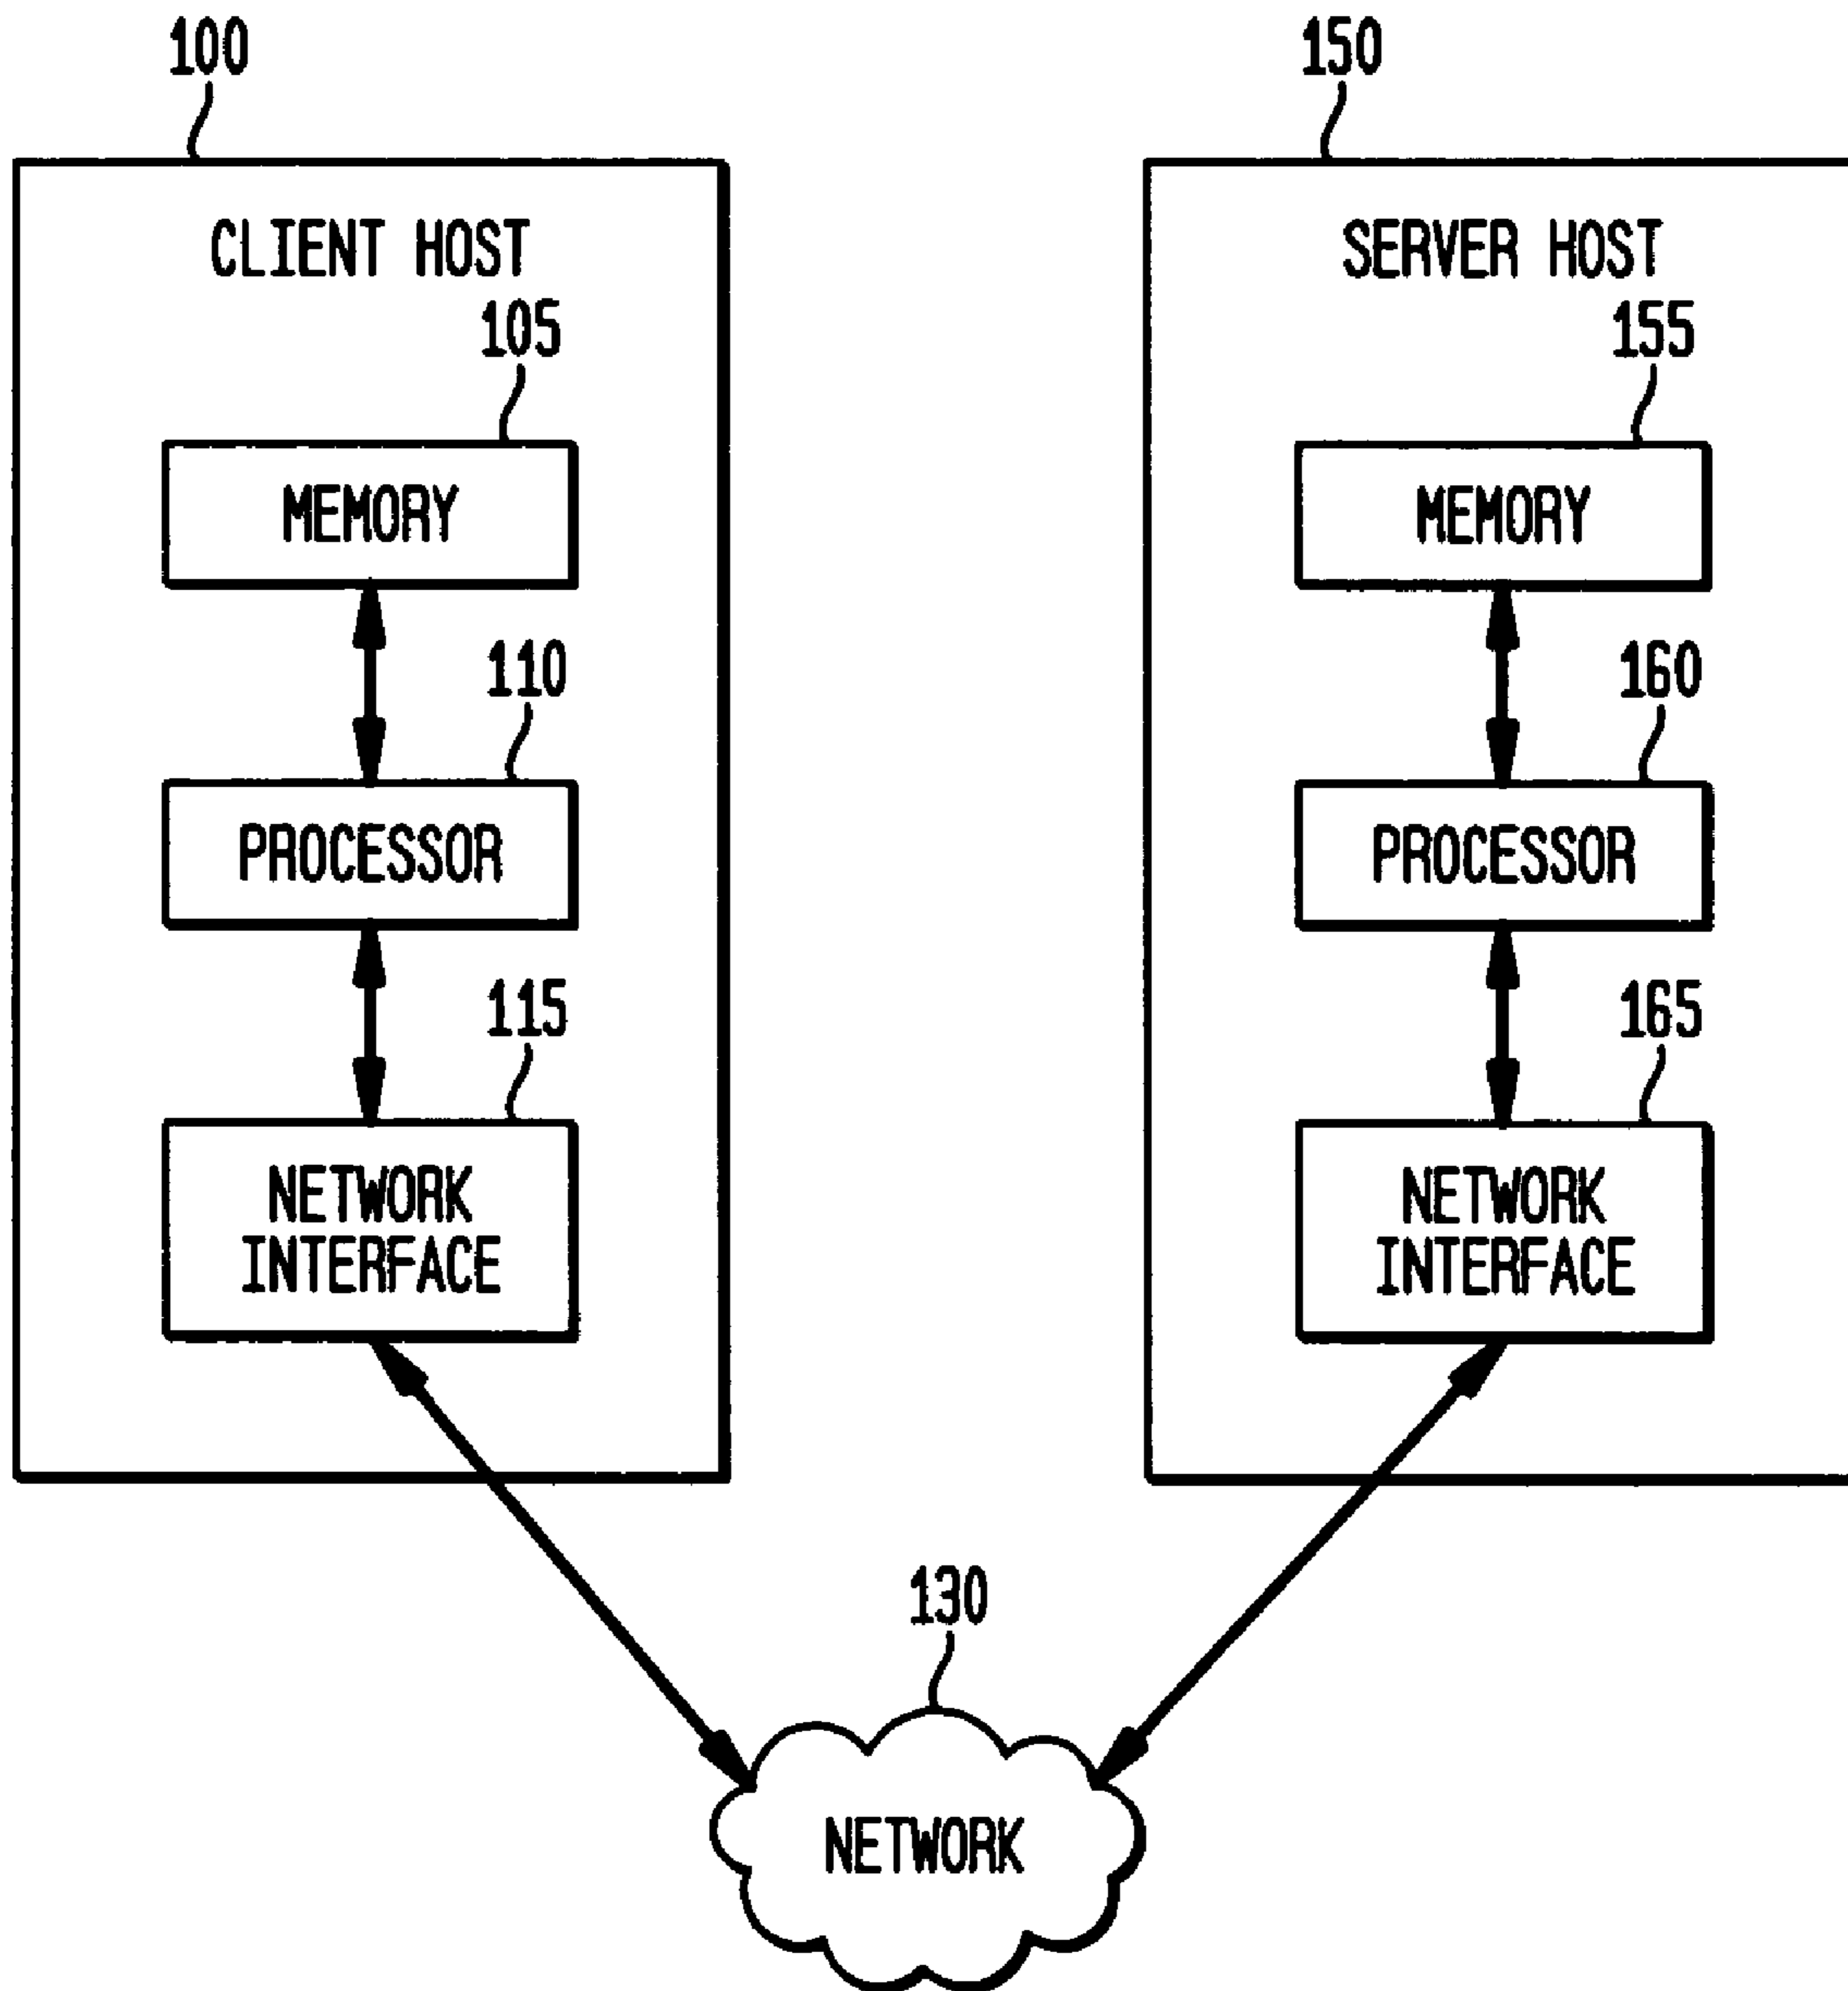 100
CLIENT HOST
105
MEMORY
110
PROCESSOR
115
NETWORK
INTERFACE
150
SERVER HOST
155
MEMORY
160
PROCESSOR
165
NETWORK
INTERFACE
130
NETWORK